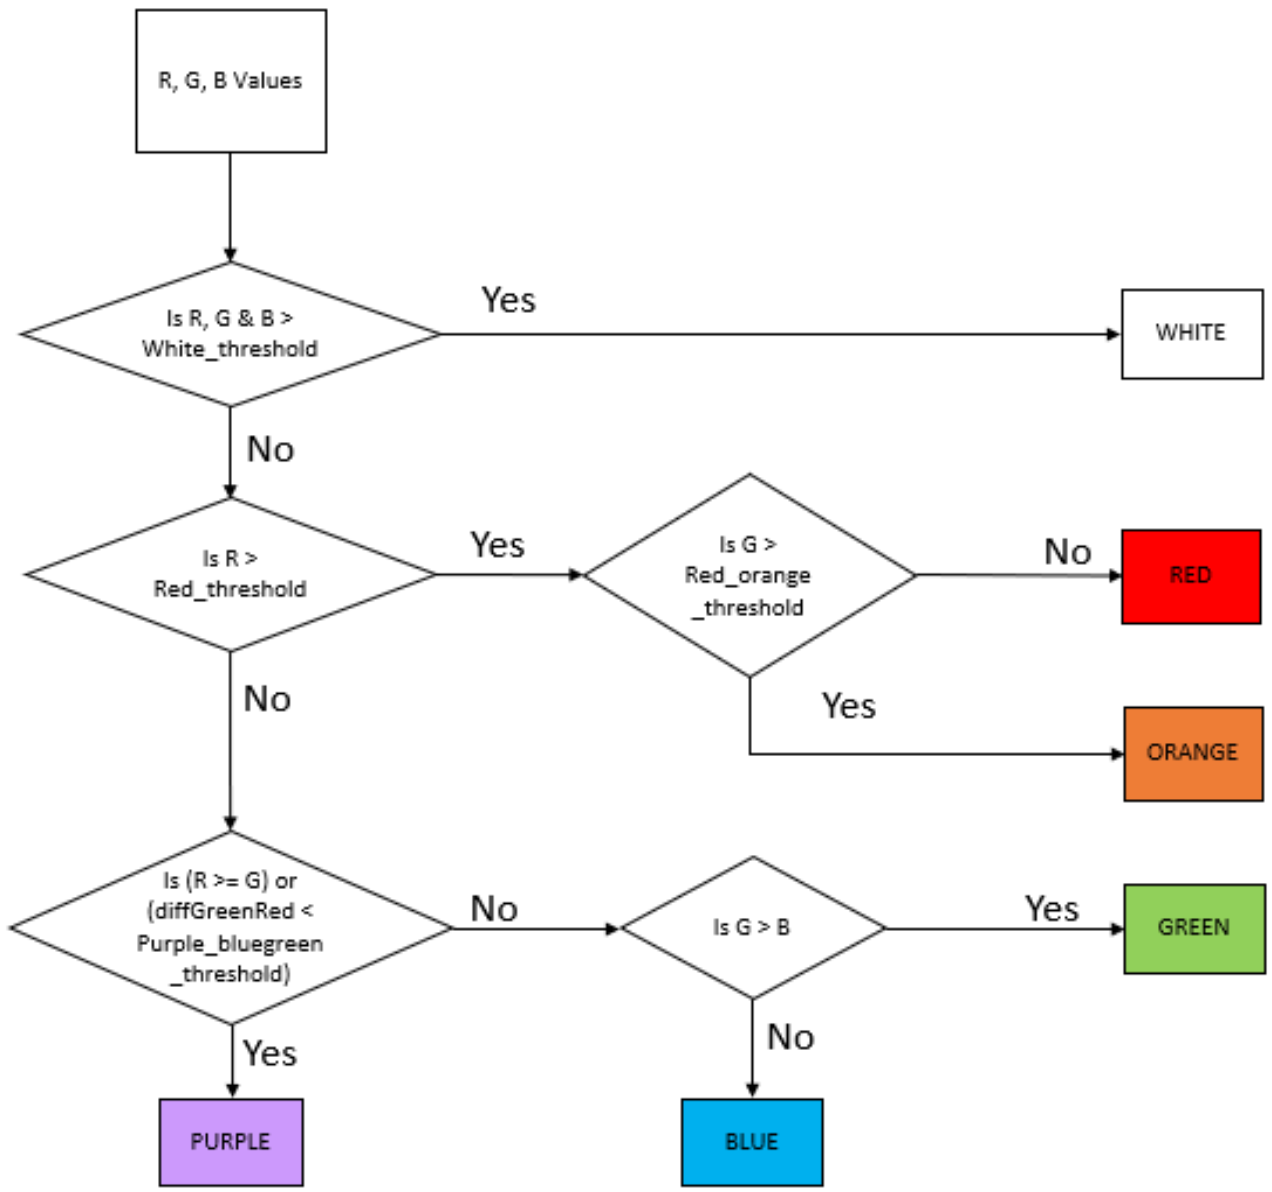 R, G, B Values
Is R, G & B >
White_threshold
Yes
WHITE
No
Is R >
Red_threshold
Yes
Is G >
Red_orange
_threshold
No
RED
Yes
ORANGE
No
Is (R >= G) or
(diffGreenRed <
Purple_bluegreen
_threshold)
No
Is G > B
Yes
GREEN
Yes
PURPLE
No
BLUE